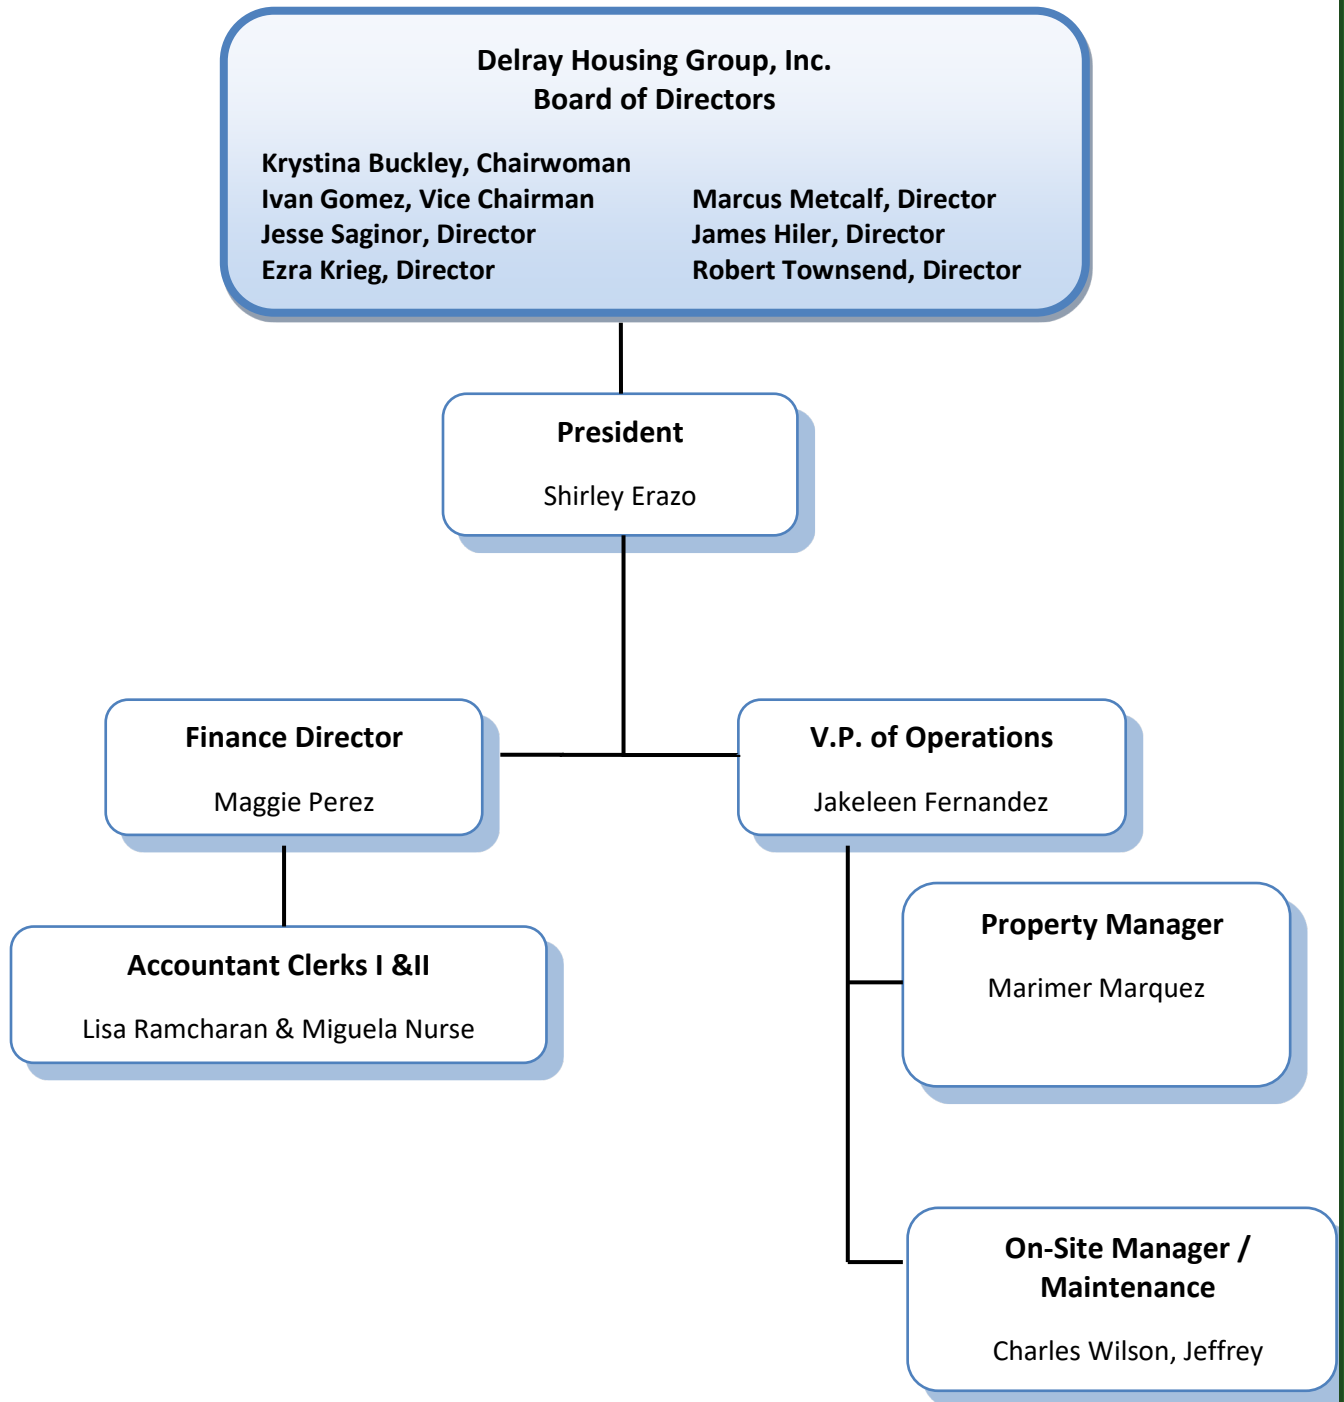 Delray Housing Group, Inc.
Board of Directors
Krystina Buckley, Chairwoman
Ivan Gomez, Vice Chairman
Jesse Saginor, Director
Ezra Krieg, Director
Marcus Metcalf, Director
James Hiler, Director
Robert Townsend, Director
President
Shirley Erazo
Finance Director
Maggie Perez
V.P. of Operations
Jakeleen Fernandez
Accountant Clerks I &II
Lisa Ramcharan & Miguela Nurse
Property Manager
Marimer Marquez
On-Site Manager /
Maintenance
Charles Wilson, Jeffrey